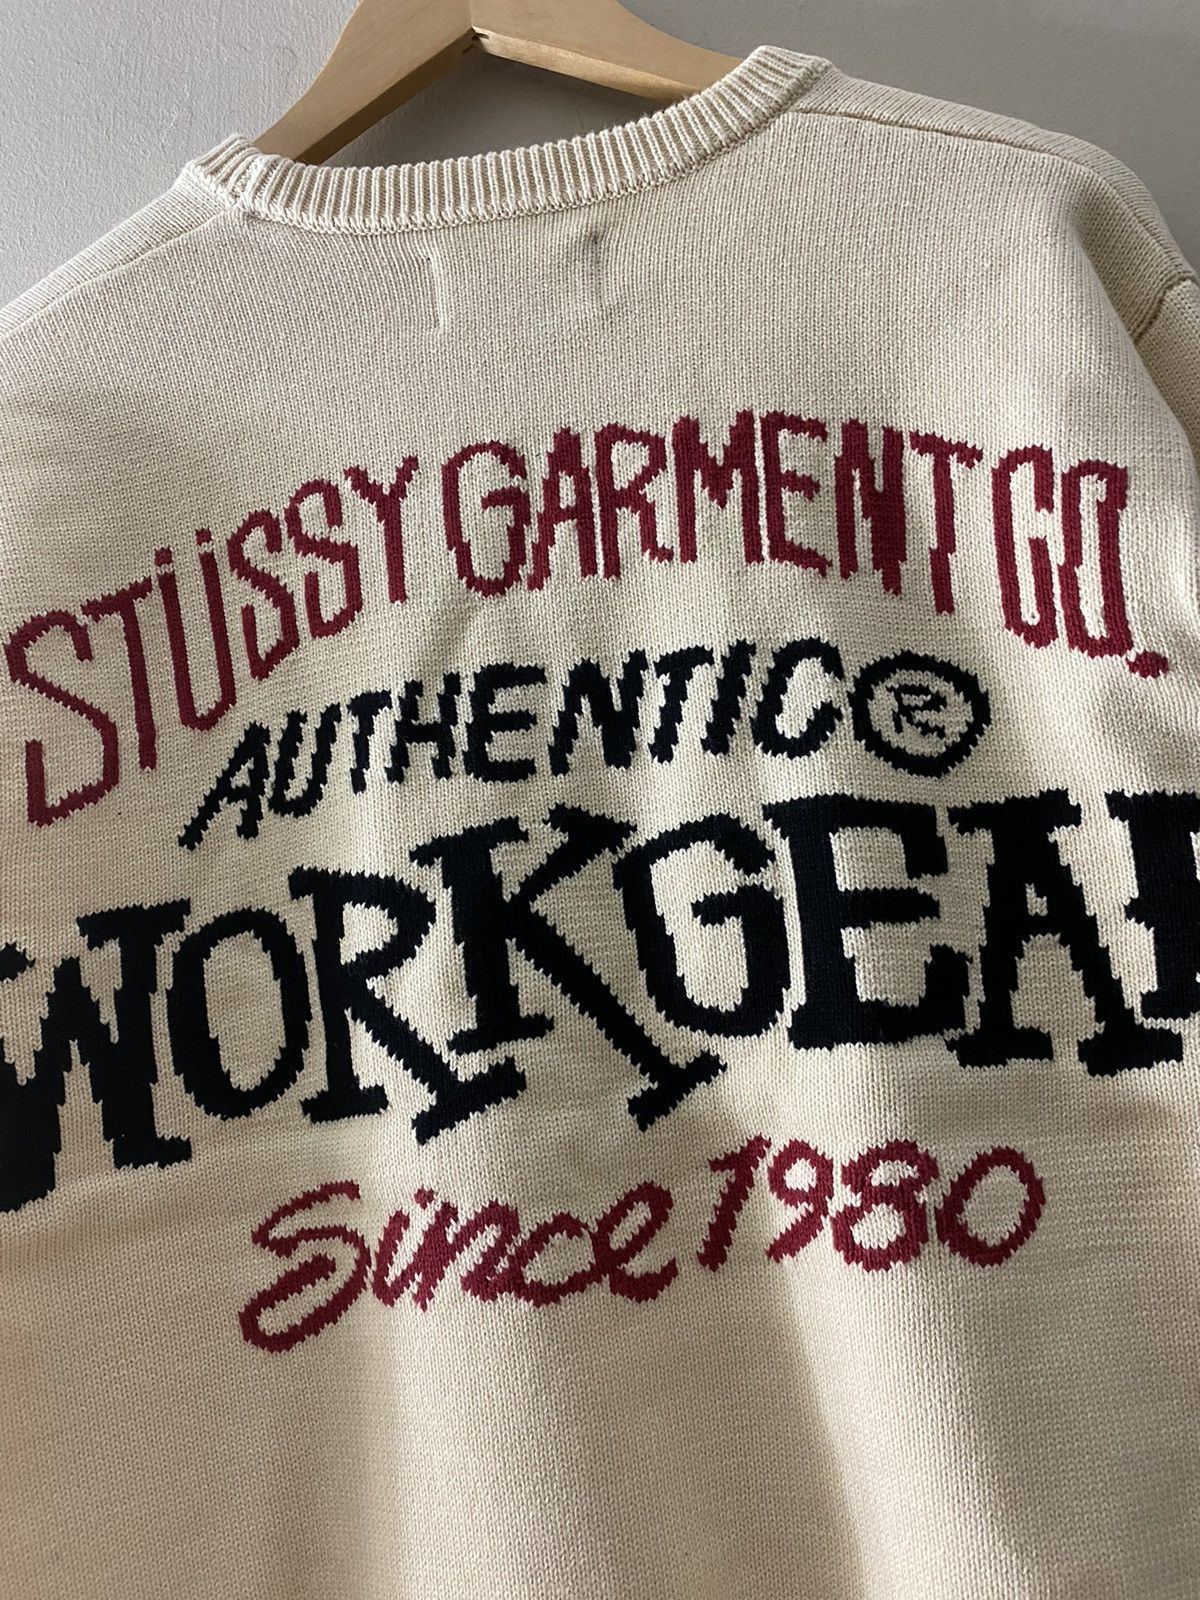 STÜSSY GARMENT CO.
AUTHENTIC ®
WORKGEAR
Since 1980